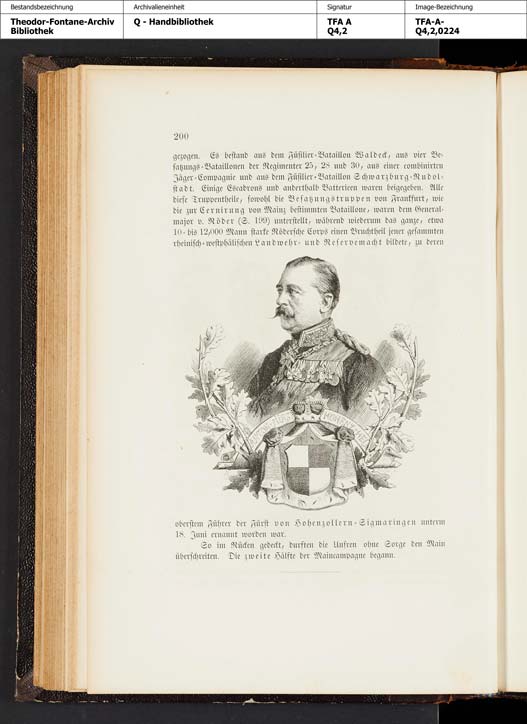 Bestandsbezeichnung
Theodor-Fontane-Archiv
Bibliothek
Archivalieneinheit
Q - Handbibliothek
Signatur
TFA A
Q4,2
Image-Bezeichnung
TFA-A-
Q4,2,0224
200
gezogen. Es bestand aus dem Füsilier-Bataillon Waldeck, aus vier Be-
satzungs-Bataillonen der Regimenter 25, 28 und 30, aus einer combinirten
Jäger-Compagnie und aus dem Füsilier-Bataillon Schwarzburg-Rudol-
stadt. Einige Escadrons und anderthalb Batterieen waren beigegeben. Alle
diese Truppentheile, sowohl die Besatzungstruppen von Frankfurt, wie
die zur Cernirung von Mainz bestimmten Bataillone, waren dem General-
major v. Röder (S. 199) unterstellt, während wiederum das ganze, etwa
10- bis 12,000 Mann starke Rödersche Corps einen Bruchtheil jener gesammten
rheinisch-westphälischen Landwehr- und Reservemacht bildete, zu deren
oberstem Führer der Fürst von Hohenzollern-Sigmaringen unterm
18. Juni ernannt worden war.
So im Rücken gedeckt, durften die Unsren ohne Sorge den Main
überschreiten. Die zweite Hälfte der Maincampagne begann.